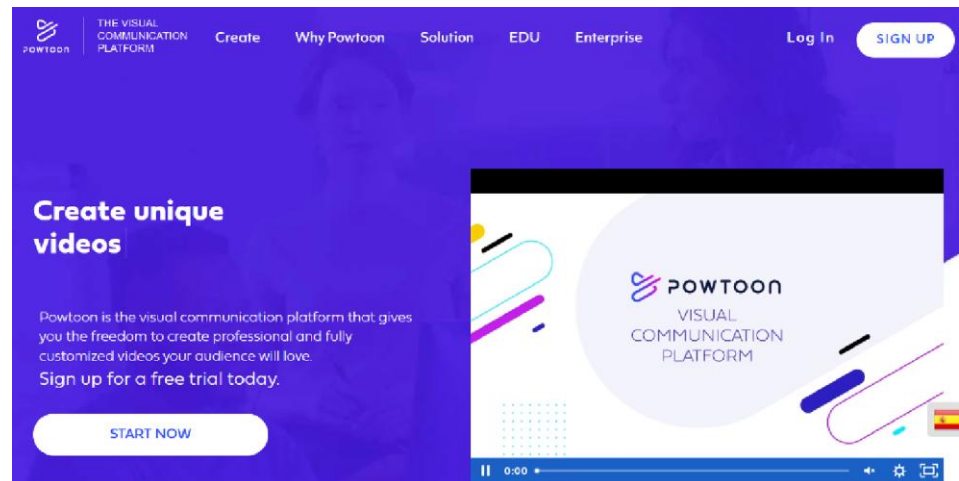 POWTOON
THE VISUAL
COMMUNICATION
PLATFORM
Create
Why Powtoon
Solution
EDU
Enterprise
Log In
SIGN UP
Create unique
videos
Powtoon is the visual communication platform that gives
you the freedom to create professional and fully
customized videos your audience will love.
Sign up for a free trial today.
START NOW
POWTOON
VISUAL
COMMUNICATION
PLATFORM
0:00